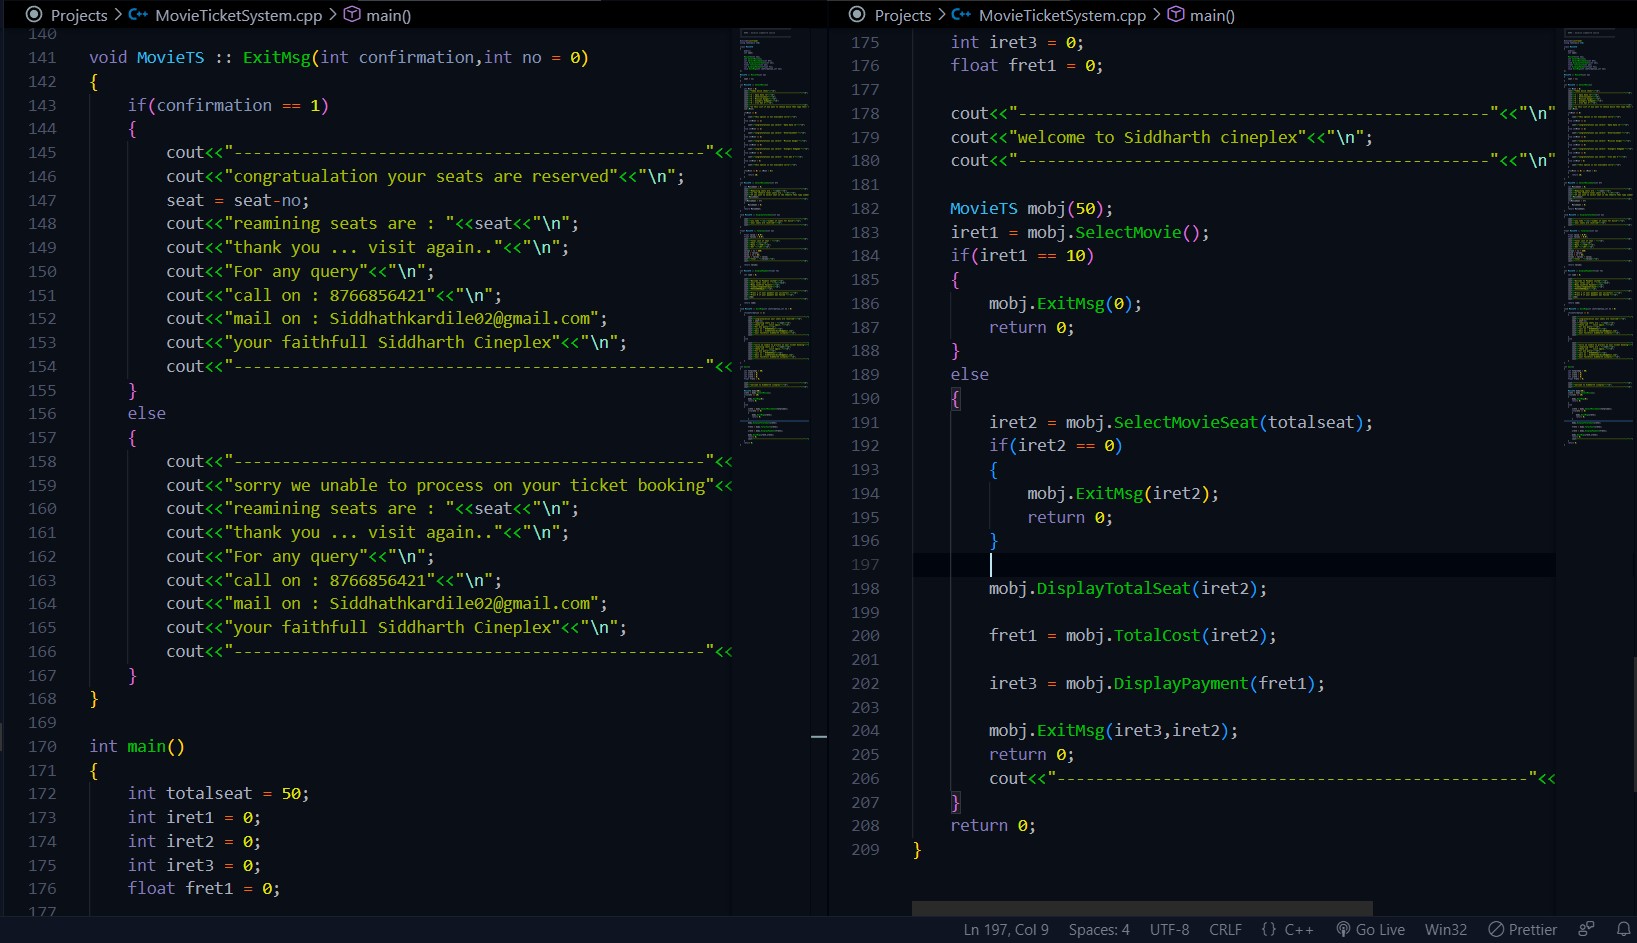 Projects > C++ MovieTicketSystem.cpp > main()
140
141 void MovieTS :: ExitMsg(int confirmation,int no = 0)
142 {
143 if(confirmation == 1)
144 {
145 cout<<"-------------------------------------------------"<<
146 cout<<"congratualation your seats are reserved"<<"\n";
147 seat = seat-no;
148 cout<<"reamining seats are : "<<seat<<"\n";
149 cout<<"thank you ... visit again.."<<"\n";
150 cout<<"For any query"<<"\n";
151 cout<<"call on : 8766856421"<<"\n";
152 cout<<"mail on : Siddhathkardile02@gmail.com";
153 cout<<"your faithfull Siddharth Cineplex"<<"\n";
154 cout<<"-------------------------------------------------"<<
155 }
156 else
157 {
158 cout<<"-------------------------------------------------"<<
159 cout<<"sorry we unable to process on your ticket booking"<<
160 cout<<"reamining seats are : "<<seat<<"\n";
161 cout<<"thank you ... visit again.."<<"\n";
162 cout<<"For any query"<<"\n";
163 cout<<"call on : 8766856421"<<"\n";
164 cout<<"mail on : Siddhathkardile02@gmail.com";
165 cout<<"your faithfull Siddharth Cineplex"<<"\n";
166 cout<<"-------------------------------------------------"<<
167 }
168 }
169
170 int main()
171 {
172 int totalseat = 50;
173 int iret1 = 0;
174 int iret2 = 0;
175 int iret3 = 0;
176 float fret1 = 0;
177
Projects > C++ MovieTicketSystem.cpp > main()
175 int iret3 = 0;
176 float fret1 = 0;
177
178 cout<<"-------------------------------------------------"<<"\n"
179 cout<<"welcome to Siddharth cineplex"<<"\n";
180 cout<<"-------------------------------------------------"<<"\n"
181
182 MovieTS mobj(50);
183 iret1 = mobj.SelectMovie();
184 if(iret1 == 10)
185 {
186 mobj.ExitMsg(0);
187 return 0;
188 }
189 else
190 {
191 iret2 = mobj.SelectMovieSeat(totalseat);
192 if(iret2 == 0)
193 {
194 mobj.ExitMsg(iret2);
195 return 0;
196 }
197
198 mobj.DisplayTotalSeat(iret2);
199
200 fret1 = mobj.TotalCost(iret2);
201
202 iret3 = mobj.DisplayPayment(fret1);
203
204 mobj.ExitMsg(iret3,iret2);
205 return 0;
206 cout<<"-------------------------------------------------"<<
207 }
208 return 0;
209 }
Ln 197, Col 9 Spaces: 4 UTF-8 CRLF {} C++ Go Live Win32 Prettier